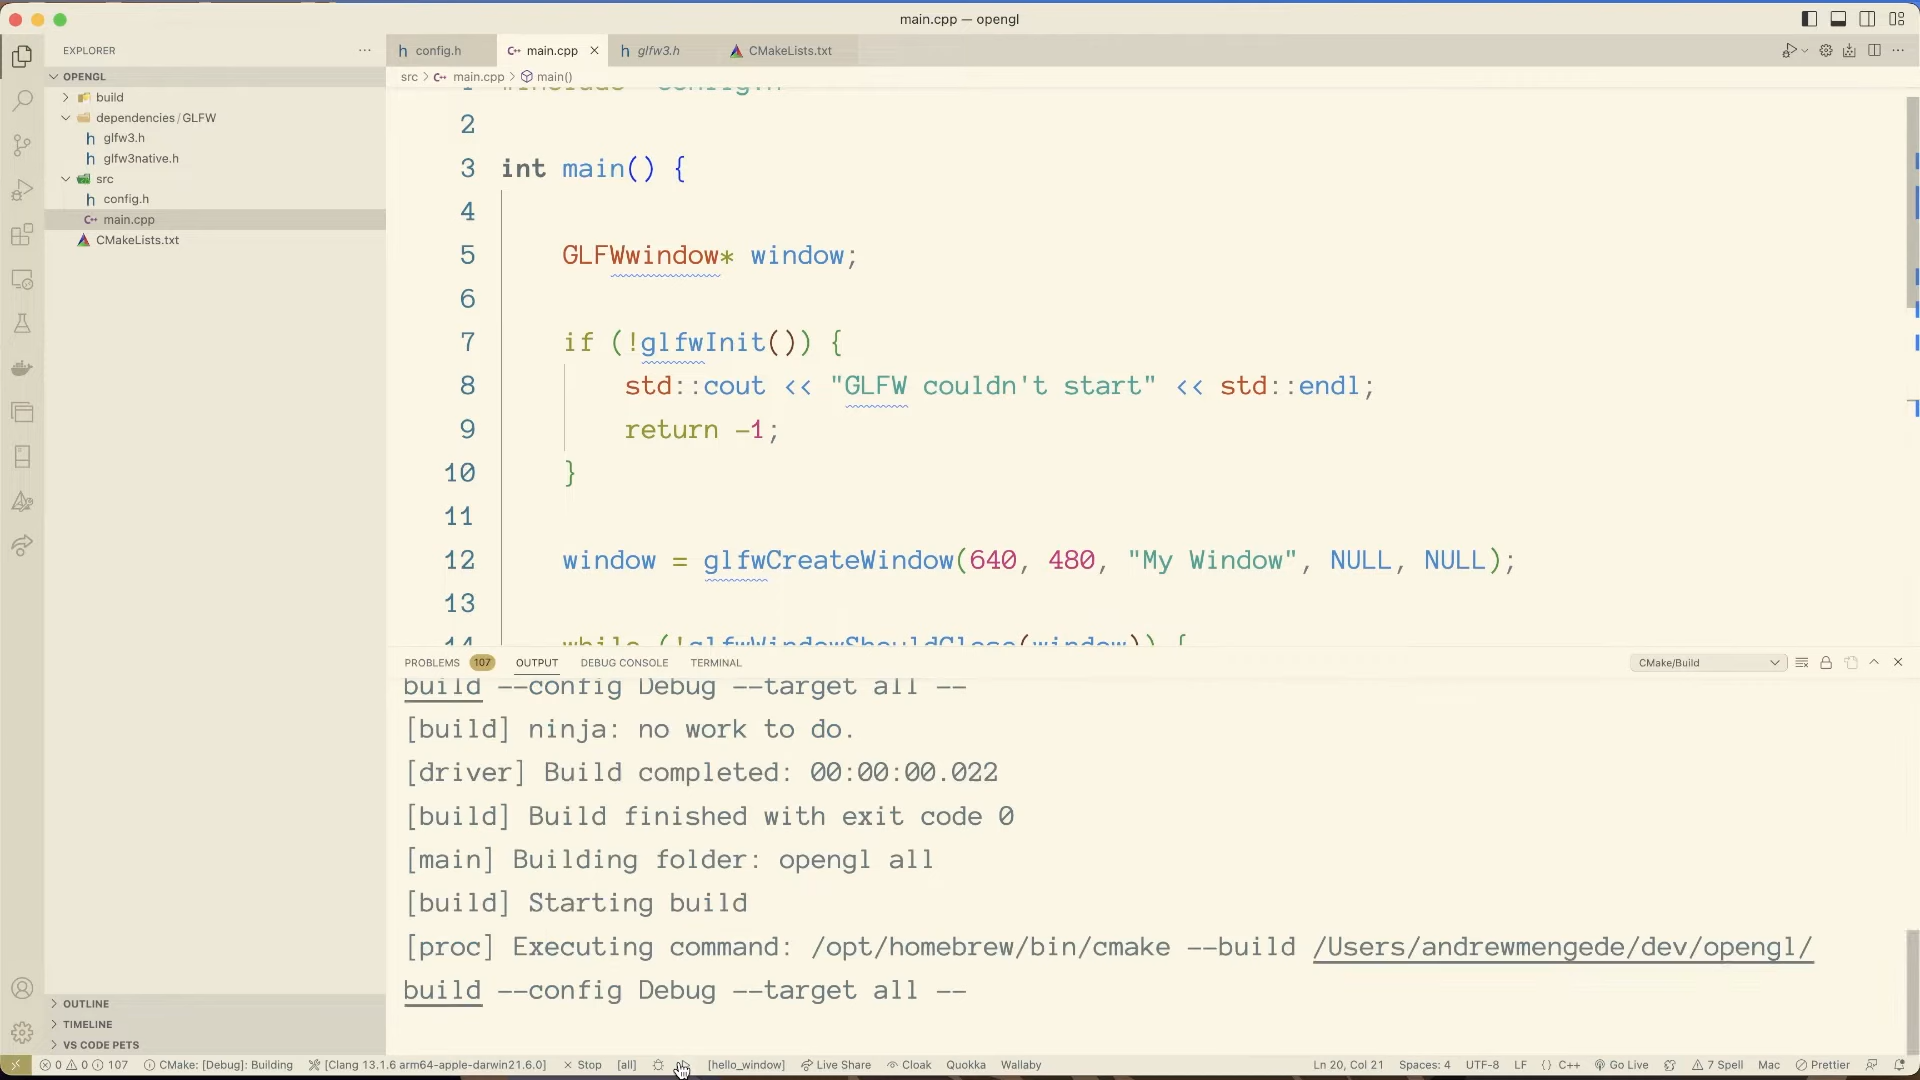 main.cpp — opengl
EXPLORER
config.h
main.cpp
glfw3.h
CMakeLists.txt
OPENGL
src > main.cpp > main()
build
dependencies / GLFW
glfw3.h
glfw3native.h
src
config.h
main.cpp
CMakeLists.txt
1 #include "config.h"
2
3 int main() {
4
5 GLFWwindow* window;
6
7 if (!glfwInit()) {
8 std::cout << "GLFW couldn't start" << std::endl;
9 return -1;
10 }
11
12 window = glfwCreateWindow(640, 480, "My Window", NULL, NULL);
13
14 while (!glfwWindowShouldClose(window)) {
PROBLEMS 107 OUTPUT DEBUG CONSOLE TERMINAL
CMake/Build
build --config Debug --target all --
[build] ninja: no work to do.
[driver] Build completed: 00:00:00.022
[build] Build finished with exit code 0
[main] Building folder: opengl all
[build] Starting build
[proc] Executing command: /opt/homebrew/bin/cmake --build /Users/andrewmengede/dev/opengl/
build --config Debug --target all --
OUTLINE
TIMELINE
VS CODE PETS
0 0 107 CMake: [Debug]: Building [Clang 13.1.6 arm64-apple-darwin21.6.0] Stop [all] [hello_window] Live Share Cloak Quokka Wallaby Ln 20, Col 21 Spaces: 4 UTF-8 LF {} C++ Go Live 7 Spell Mac Prettier